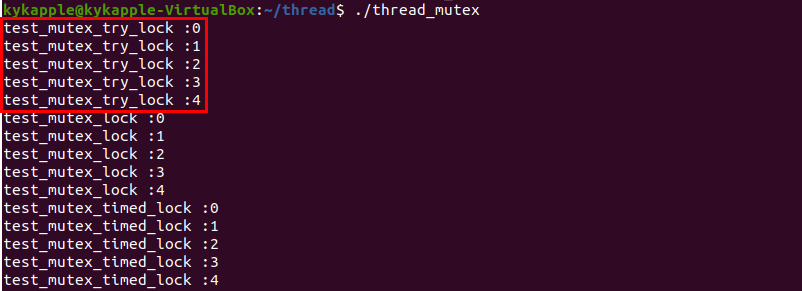 kykapple@kykapple-VirtualBox:~/thread$ ./thread_mutex
test_mutex_try_lock :0
test_mutex_try_lock :1
test_mutex_try_lock :2
test_mutex_try_lock :3
test_mutex_try_lock :4
test_mutex_lock :0
test_mutex_lock :1
test_mutex_lock :2
test_mutex_lock :3
test_mutex_lock :4
test_mutex_timed_lock :0
test_mutex_timed_lock :1
test_mutex_timed_lock :2
test_mutex_timed_lock :3
test_mutex_timed_lock :4